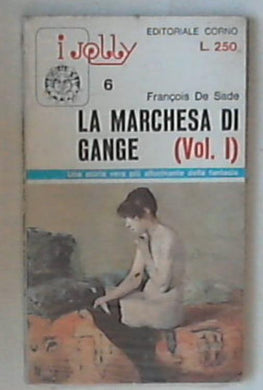 EDITORIALE CORNO
i Jolly
L. 250
6
François De Sade
LA MARCHESA DI
GANGE (Vol. I)
Una storia vera più allucinante della fantasia